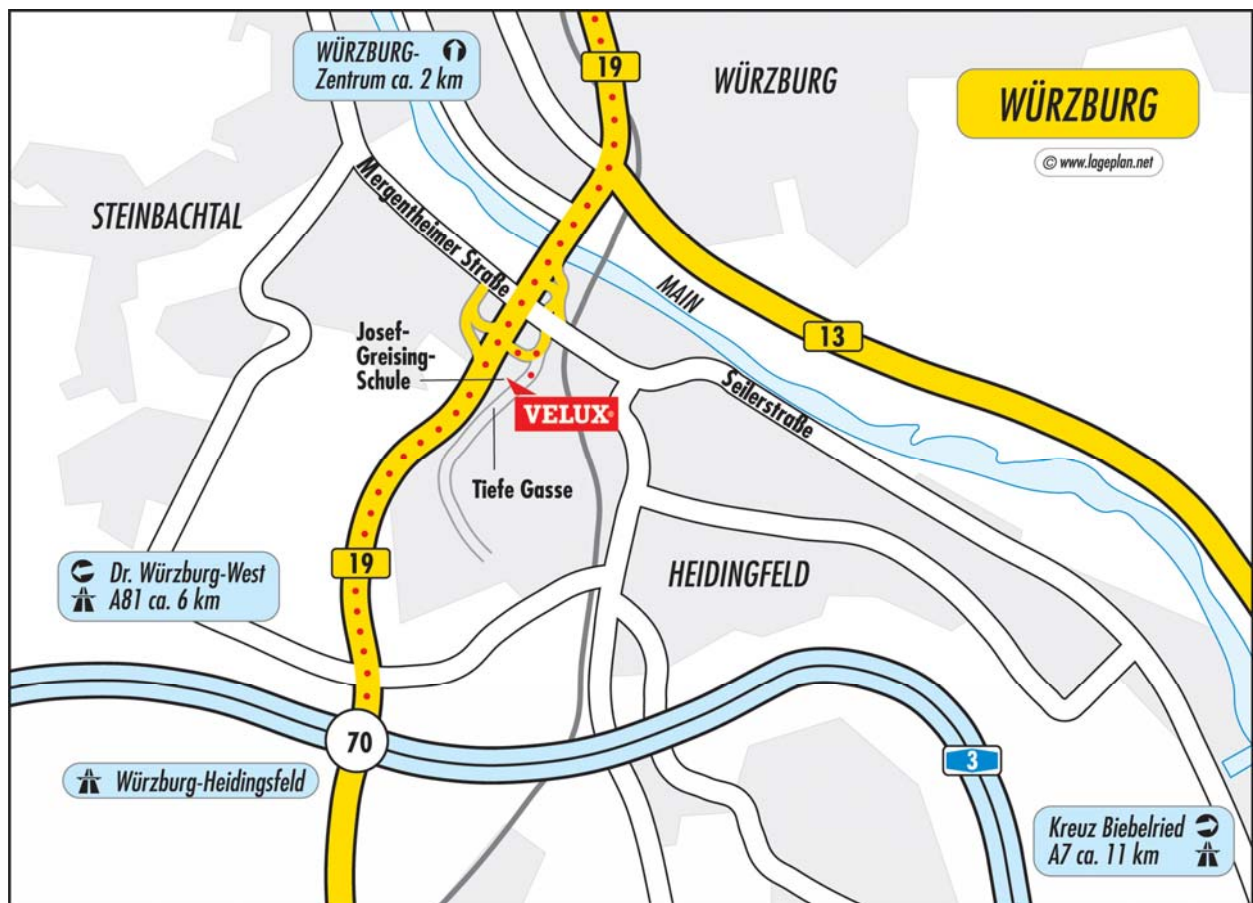 WÜRZBURG-
Zentrum ca. 2 km
19
WÜRZBURG
WÜRZBURG
© www.lageplan.net
STEINBACHTAL
Mergentheimer Straße
MAIN
13
Josef-
Greising-
Schule
VELUX®
Seilerstraße
Tiefe Gasse
19
Dr. Würzburg-West
A81 ca. 6 km
HEIDINGFELD
70
3
Würzburg-Heidingsfeld
Kreuz Biebelried
A7 ca. 11 km